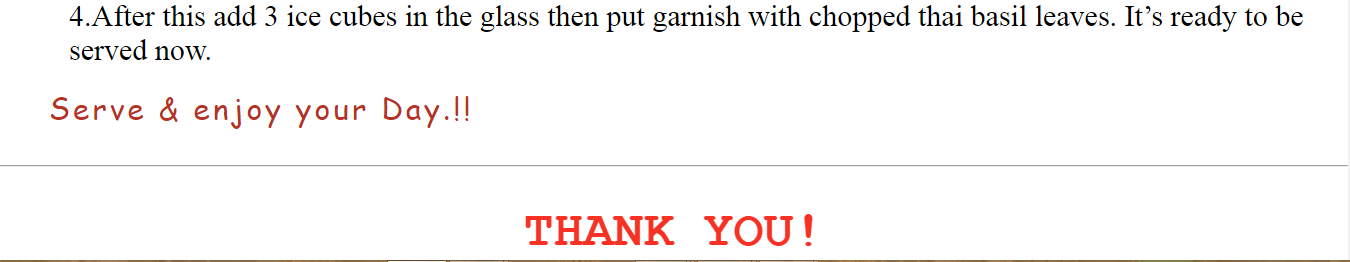 4.After this add 3 ice cubes in the glass then put garnish with chopped thai basil leaves. It’s ready to be
served now.
Serve & enjoy your Day.!!
THANK YOU!